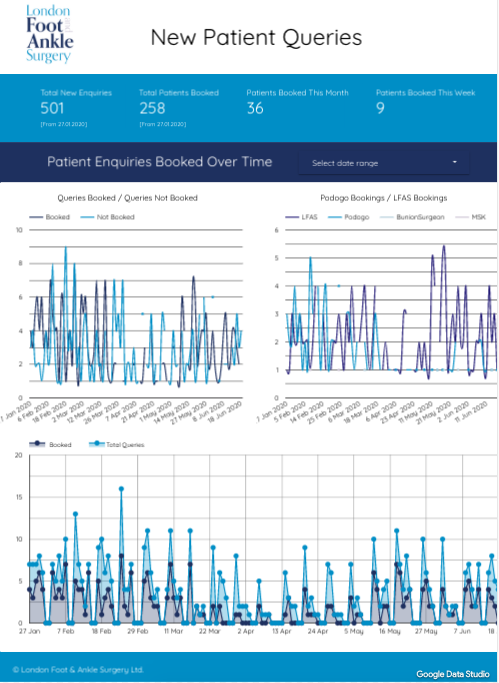 London
Foot
Ankle
Surgery
New Patient Queries
Total New Enquiries
501
[From 27.01.2020]
Total Patients Booked
258
[From 27.01.2020]
Patients Booked This Month
36
Patients Booked This Week
9
Patient Enquiries Booked Over Time
Select date range
Queries Booked / Queries Not Booked
Booked Not Booked
10
8
6
4
2
0
6 Feb 2020
18 Feb 2020
2 Mar 2020
12 Mar 2020
26 Mar 2020
7 Apr 2020
21 Apr 2020
1 May 2020
14 May 2020
27 May 2020
8 Jun 2020
18 Jun 2020
Podogo Bookings / LFAS Bookings
LFAS Podogo BunionSurgeon MSK
6
5
4
3
2
1
0
5 Feb 2020
14 Feb 2020
25 Feb 2020
6 Mar 2020
18 Mar 2020
6 Apr 2020
23 Apr 2020
11 May 2020
21 May 2020
2 Jun 2020
11 Jun 2020
Booked Total Queries
20
15
10
5
0
27 Jan 7 Feb 18 Feb 29 Feb 11 Mar 22 Mar 2 Apr 13 Apr 24 Apr 5 May 16 May 27 May 7 Jun 18
© London Foot & Ankle Surgery Ltd.
Google Data Studio